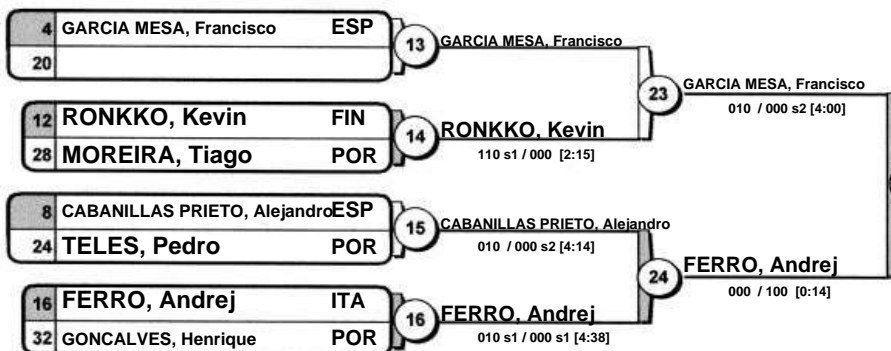 4 GARCIA MESA, Francisco ESP
20
13
GARCIA MESA, Francisco
12 RONKKO, Kevin FIN
28 MOREIRA, Tiago POR
14
RONKKO, Kevin
110 s1 / 000 [2:15]
23
GARCIA MESA, Francisco
010 / 000 s2 [4:00]
8 CABANILLAS PRIETO, Alejandro ESP
24 TELES, Pedro POR
15
CABANILLAS PRIETO, Alejandro
010 / 000 s2 [4:14]
16 FERRO, Andrej ITA
32 GONCALVES, Henrique POR
16
FERRO, Andrej
010 s1 / 000 s1 [4:38]
24
FERRO, Andrej
000 / 100 [0:14]